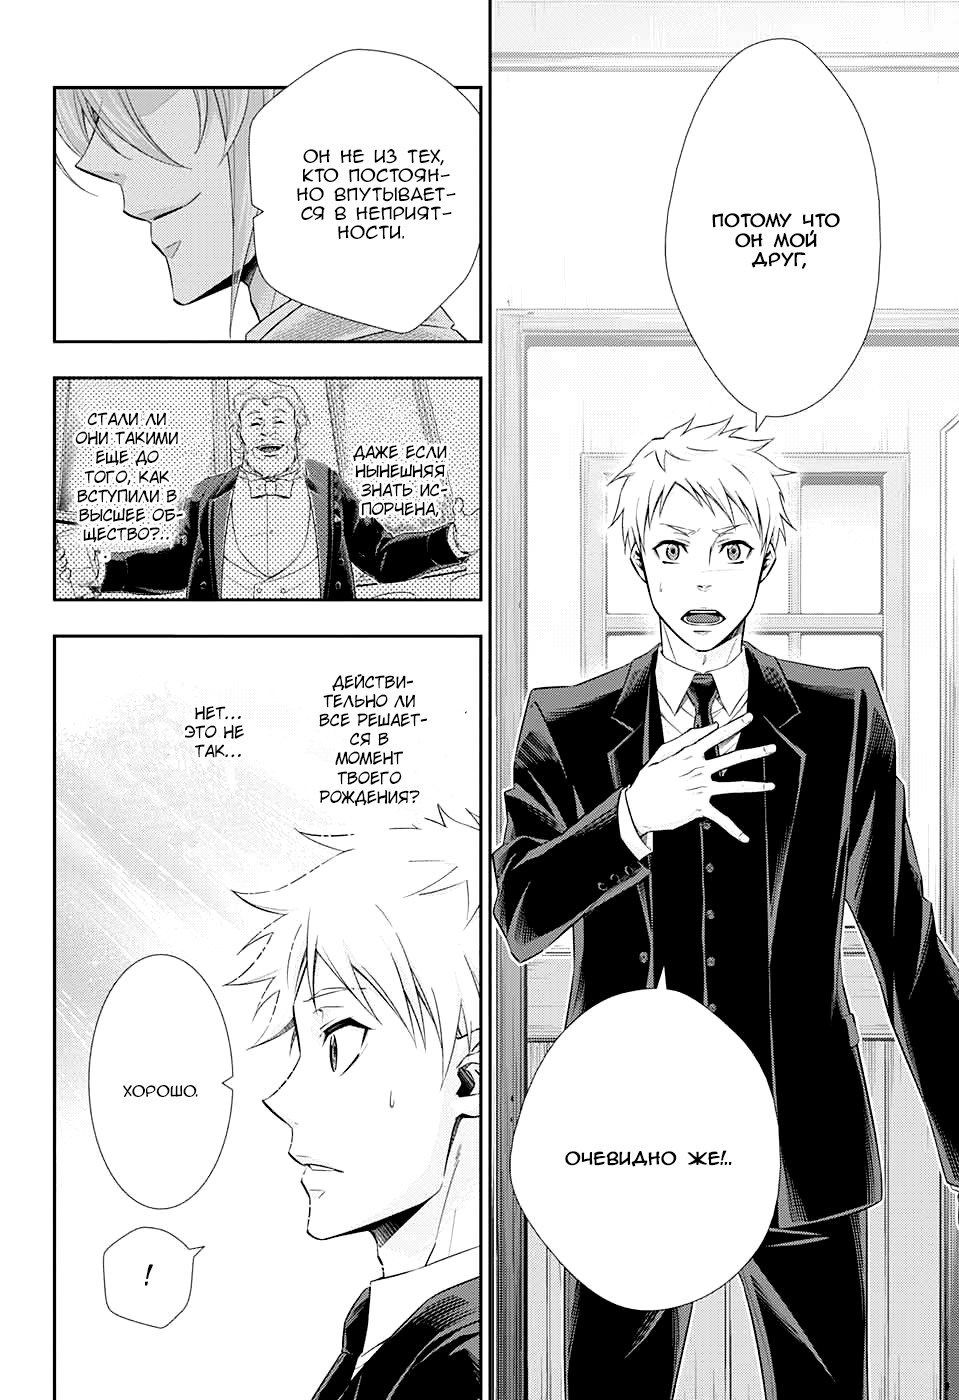 ПОТОМУ ЧТО
ОН МОЙ
ДРУГ,
ОЧЕВИДНО ЖЕ!..
ОН НЕ ИЗ ТЕХ,
КТО ПОСТОЯН-
НО ВПУТЫВАЕТ-
СЯ В НЕПРИЯТ-
НОСТИ.
ДАЖЕ ЕСЛИ
НЫНЕШНЯЯ
ЗНАТЬ ИС-
ПОРЧЕНА,
СТАЛИ ЛИ
ОНИ ТАКИМИ
ЕЩЕ ДО
ТОГО, КАК
ВСТУПИЛИ В
ВЫСШЕЕ ОБ-
ЩЕСТВО?..
ДЕЙСТВИ-
ТЕЛЬНО ЛИ
ВСЕ РЕШАЕТ-
СЯ В
МОМЕНТ
ТВОЕГО
РОЖДЕНИЯ?
НЕТ...
ЭТО НЕ
ТАК...
ХОРОШО.
!